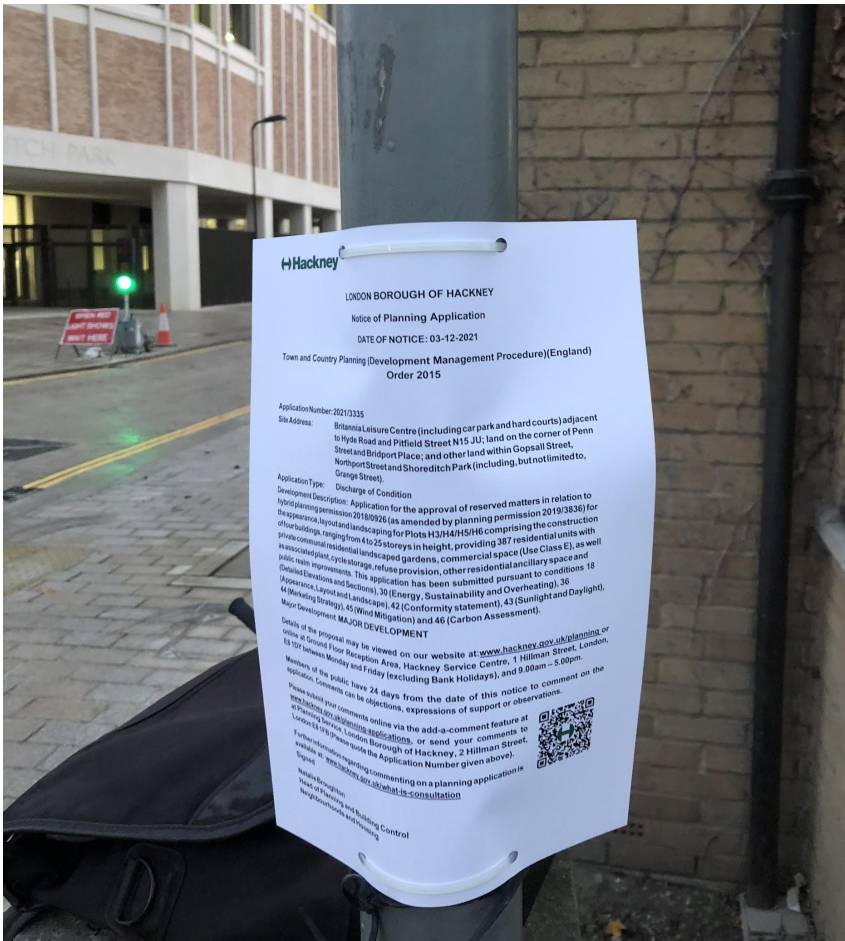 TCH PARK
WHEN RED
LIGHT SHOWS
WAIT HERE
Hackney
LONDON BOROUGH OF HACKNEY
Notice of Planning Application
DATE OF NOTICE: 03-12-2021
Town and Country Planning (Development Management Procedure)(England)
Order 2015
Application Number: 2021/3335
Site Address: Britannia Leisure Centre (including car park and hard courts) adjacent
to Hyde Road and Pitfield Street N15 JU; land on the corner of Penn
Street and Bridport Place; and other land within Gopsall Street,
Northport Street and Shoreditch Park (including, but not limited to,
Grange Street).
Application Type: Discharge of Condition
Development Description: Application for the approval of reserved matters in relation to
hybrid planning permission 2018/0926 (as amended by planning permission 2019/3836) for
the appearance, layout and landscaping for Plots H3/H4/H5/H6 comprising the construction
of four buildings, ranging from 4 to 25 storeys in height, providing 387 residential units with
private communal residential landscaped gardens, commercial space (Use Class E), as well
as associated plant, cycle storage, refuse provision, other residential ancillary space and
public realm improvements. This application has been submitted pursuant to conditions 18
(Detailed Elevations and Sections), 30 (Energy, Sustainability and Overheating), 36
(Appearance, Layout and Landscape), 42 (Conformity statement), 43 (Sunlight and Daylight),
44 (Marketing Strategy), 45 (Wind Mitigation) and 46 (Carbon Assessment).
Major Development MAJOR DEVELOPMENT
Details of the proposal may be viewed on our website at:www.hackney.gov.uk/planning or
online at Ground Floor Reception Area, Hackney Service Centre, 1 Hillman Street, London,
E8 1DY between Monday and Friday (excluding Bank Holidays), and 9.00am – 5.00pm.
Members of the public have 24 days from the date of this notice to comment on the
application. Comments can be objections, expressions of support or observations.
Please submit your comments online via the add-a-comment feature at
www.hackney.gov.uk/planning-applications, or send your comments to
at Planning Service, London Borough of Hackney, 2 Hillman Street,
London E8 1FB (Please quote the Application Number given above).
Further information regarding commenting on a planning application is
available at: www.hackney.gov.uk/what-is-consultation
Signed
Natalie Broughton
Head of Planning and Building Control
Neighbourhoods and Housing